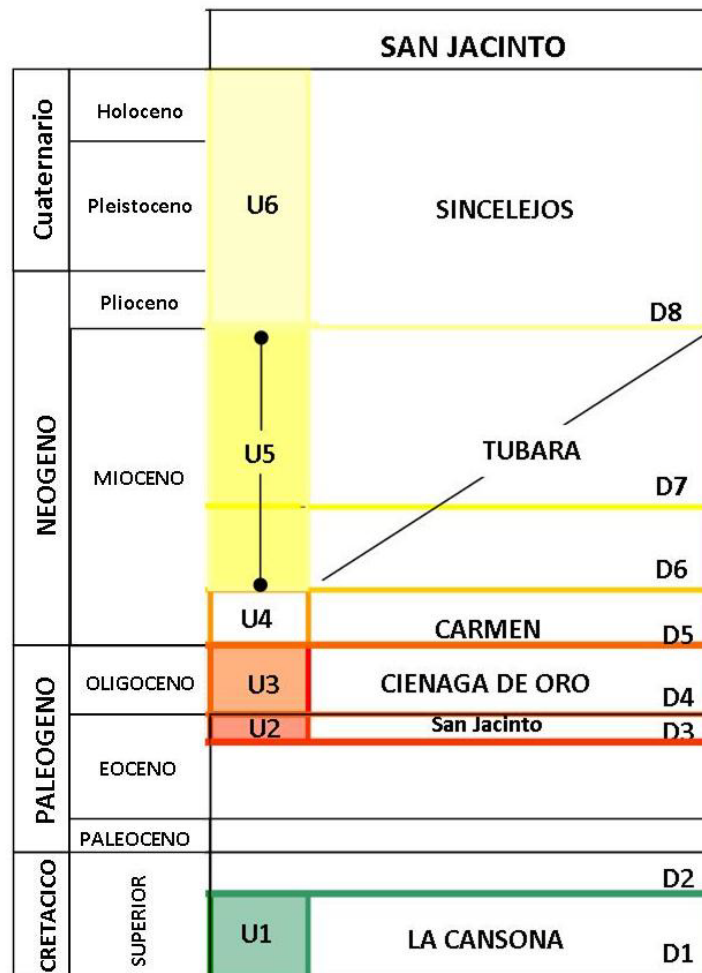 SAN JACINTO
Cuaternario
Holoceno
Pleistoceno
U6
SINCELEJOS
NEOGENO
Plioceno
D8
MIOCENO
U5
TUBARA
D7
D6
U4
CARMEN
D5
PALEOGENO
OLIGOCENO
U3
CIENAGA DE ORO
D4
U2
San Jacinto
D3
EOCENO
PALEOCENO
CRETACICO
SUPERIOR
D2
U1
LA CANSONA
D1